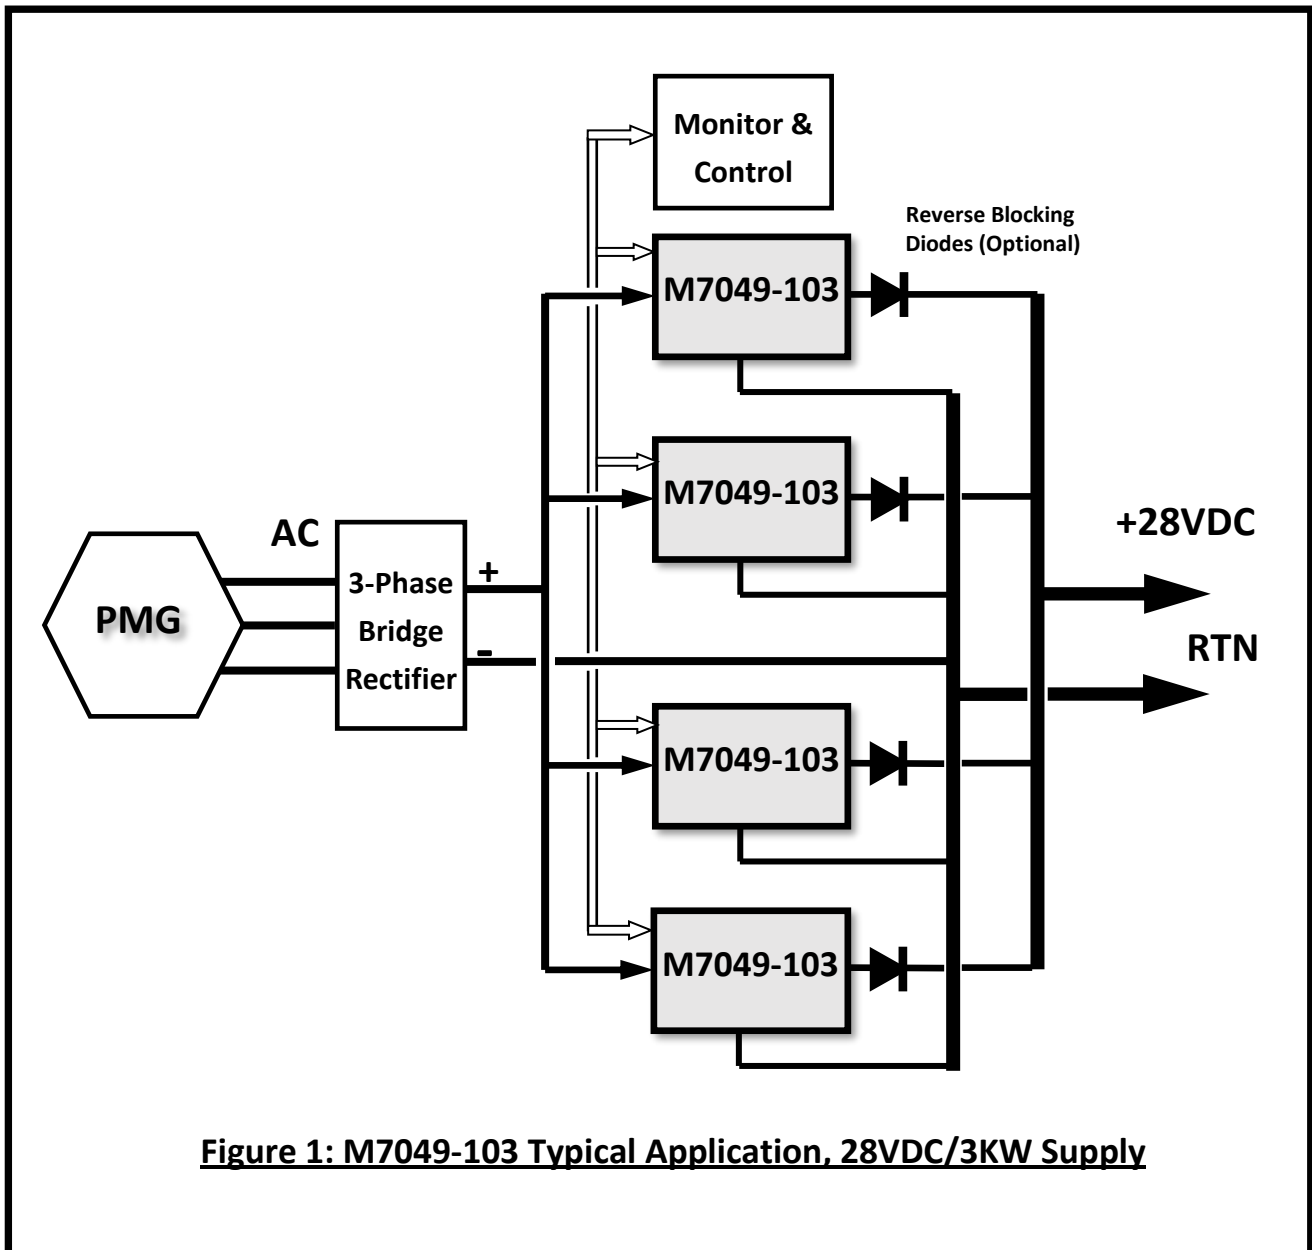 Monitor &
Control
Reverse Blocking
Diodes (Optional)
M7049-103
M7049-103
+28VDC
AC
3-Phase
Bridge
Rectifier
+
-
PMG
RTN
M7049-103
M7049-103
Figure 1: M7049-103 Typical Application, 28VDC/3KW Supply